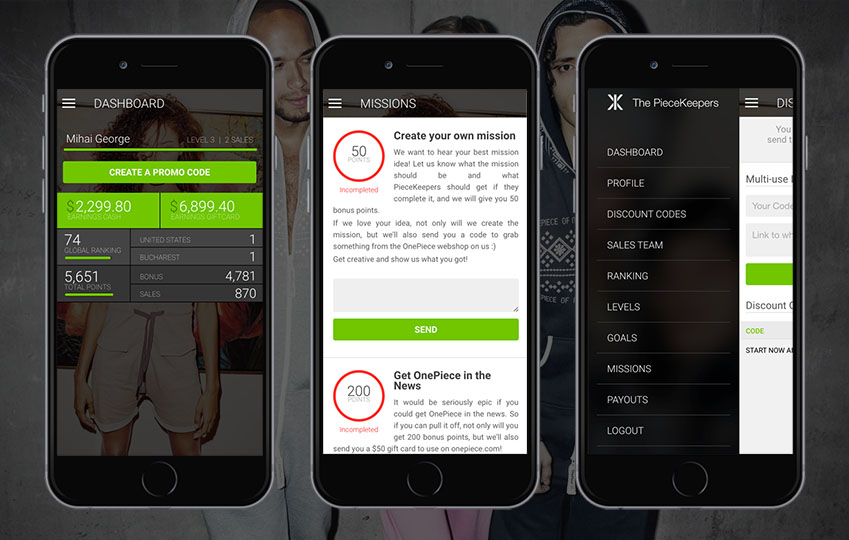 DASHBOARD
Mihai George
LEVEL 3 | 2 SALES
CREATE A PROMO CODE
$2,299.80
EARNINGS CASH
$6,899.40
EARNINGS GIFTCARD
74
GLOBAL RANKING
UNITED STATES 1
BUCHAREST 1
5,651
TOTAL POINTS
BONUS 4,781
SALES 870
MISSIONS
50
POINTS
Incompleted
Create your own mission
We want to hear your best mission
idea! Let us know what the mission
should be and what
PieceKeepers should get if they
complete it, and we will give you 50
bonus points.
If we love your idea, not only will we create the
mission, but we'll also send you a code to grab
something from the OnePiece webshop on us :)
Get creative and show us what you got!
SEND
200
POINTS
Incompleted
Get OnePiece in the
News
It would be seriously epic if you
could get OnePiece in the news. So
if you can pull it off, not only will you
get 200 bonus points, but we'll also
send you a $50 gift card to use on onepiece.com!
The PieceKeepers
DASHBOARD
PROFILE
DISCOUNT CODES
SALES TEAM
RANKING
LEVELS
GOALS
MISSIONS
PAYOUTS
LOGOUT
DIS
You
send t
Multi-use
Your Code
Link to wh
Discount C
CODE
START NOW
PIECE OF